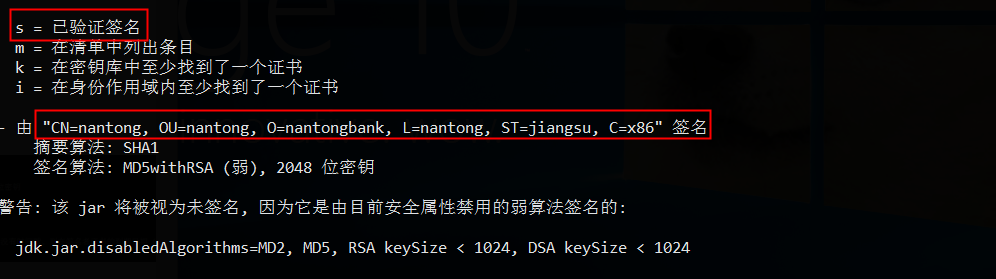 s = 已验证签名
m = 在清单中列出条目
k = 在密钥库中至少找到了一个证书
i = 在身份作用域内至少找到了一个证书
- 由 "CN=nantong, OU=nantong, O=nantongbank, L=nantong, ST=jiangsu, C=x86" 签名
摘要算法: SHA1
签名算法: MD5withRSA (弱), 2048 位密钥
警告: 该 jar 将被视为未签名, 因为它是由目前安全属性禁用的弱算法签名的:
jdk.jar.disabledAlgorithms=MD2, MD5, RSA keySize < 1024, DSA keySize < 1024